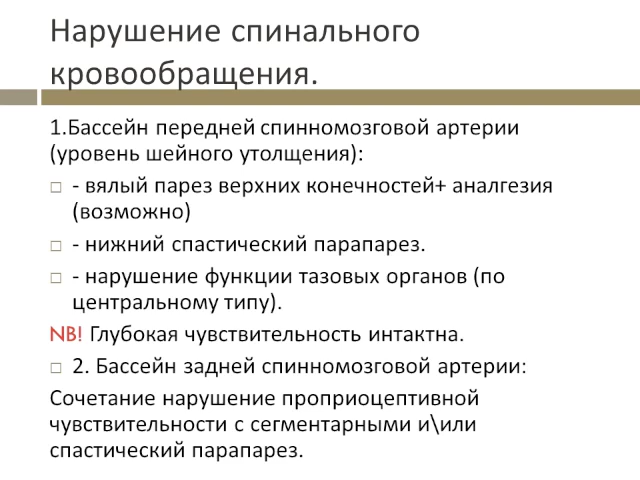 Нарушение спинального
кровообращения.
1.Бассейн передней спинномозговой артерии
(уровень шейного утолщения):
- вялый парез верхних конечностей+ аналгезия
(возможно)
- нижний спастический парапарез.
- нарушение функции тазовых органов (по
центральному типу).
NB! Глубокая чувствительность интактна.
2. Бассейн задней спинномозговой артерии:
Сочетание нарушение проприоцептивной
чувствительности с сегментарными и\или
спастический парапарез.